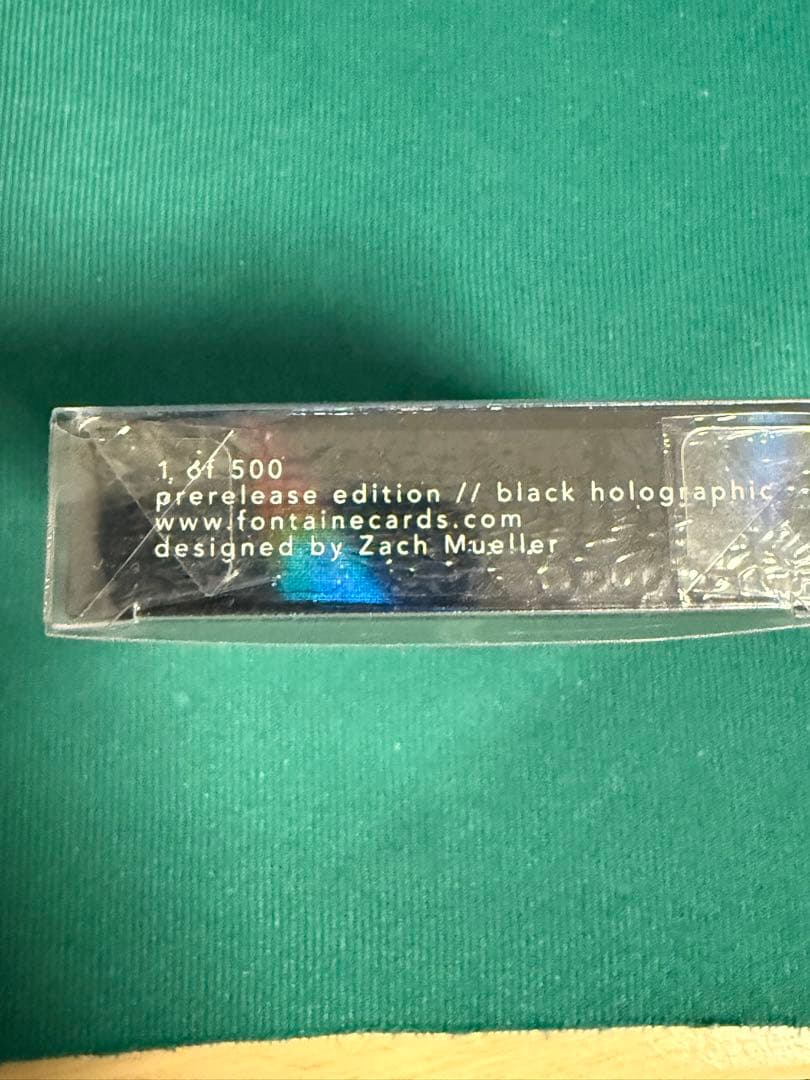 1 of 500
prerelease edition // black holographic
www.fontainecards.com
designed by Zach Mueller